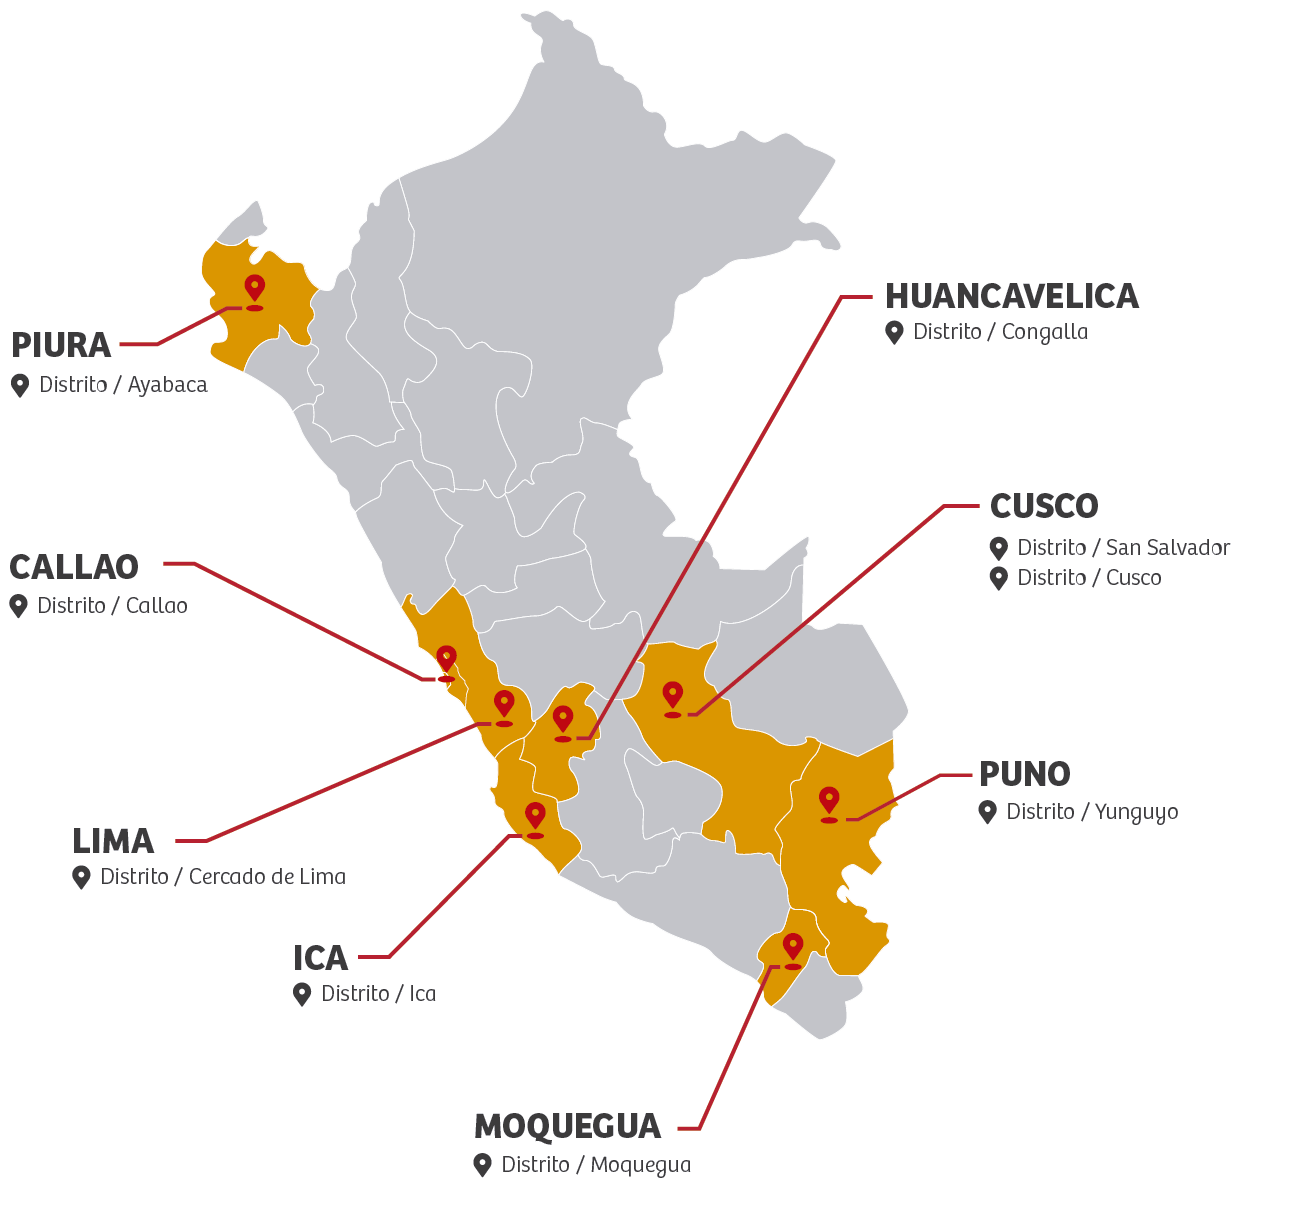 HUANCAVELICA
Distrito / Congalla
PIURA
Distrito / Ayabaca
CUSCO
Distrito / San Salvador
Distrito / Cusco
CALLAO
Distrito / Callao
PUNO
Distrito / Yunguyo
LIMA
Distrito / Cercado de Lima
ICA
Distrito / Ica
MOQUEGUA
Distrito / Moquegua